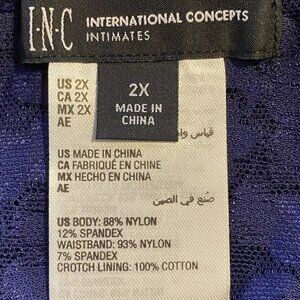 I·N·C INTERNATIONAL CONCEPTS
INTIMATES
US 2X
CA 2X
MX 2X
AE
2X
MADE IN
CHINA
قياس
US MADE IN CHINA
CA FABRIQUÉ EN CHINE
MX HECHO EN CHINA
AE
صنع في الصين
US BODY: 88% NYLON
12% SPANDEX
WAISTBAND: 93% NYLON
7% SPANDEX
CROTCH LINING: 100% COTTON